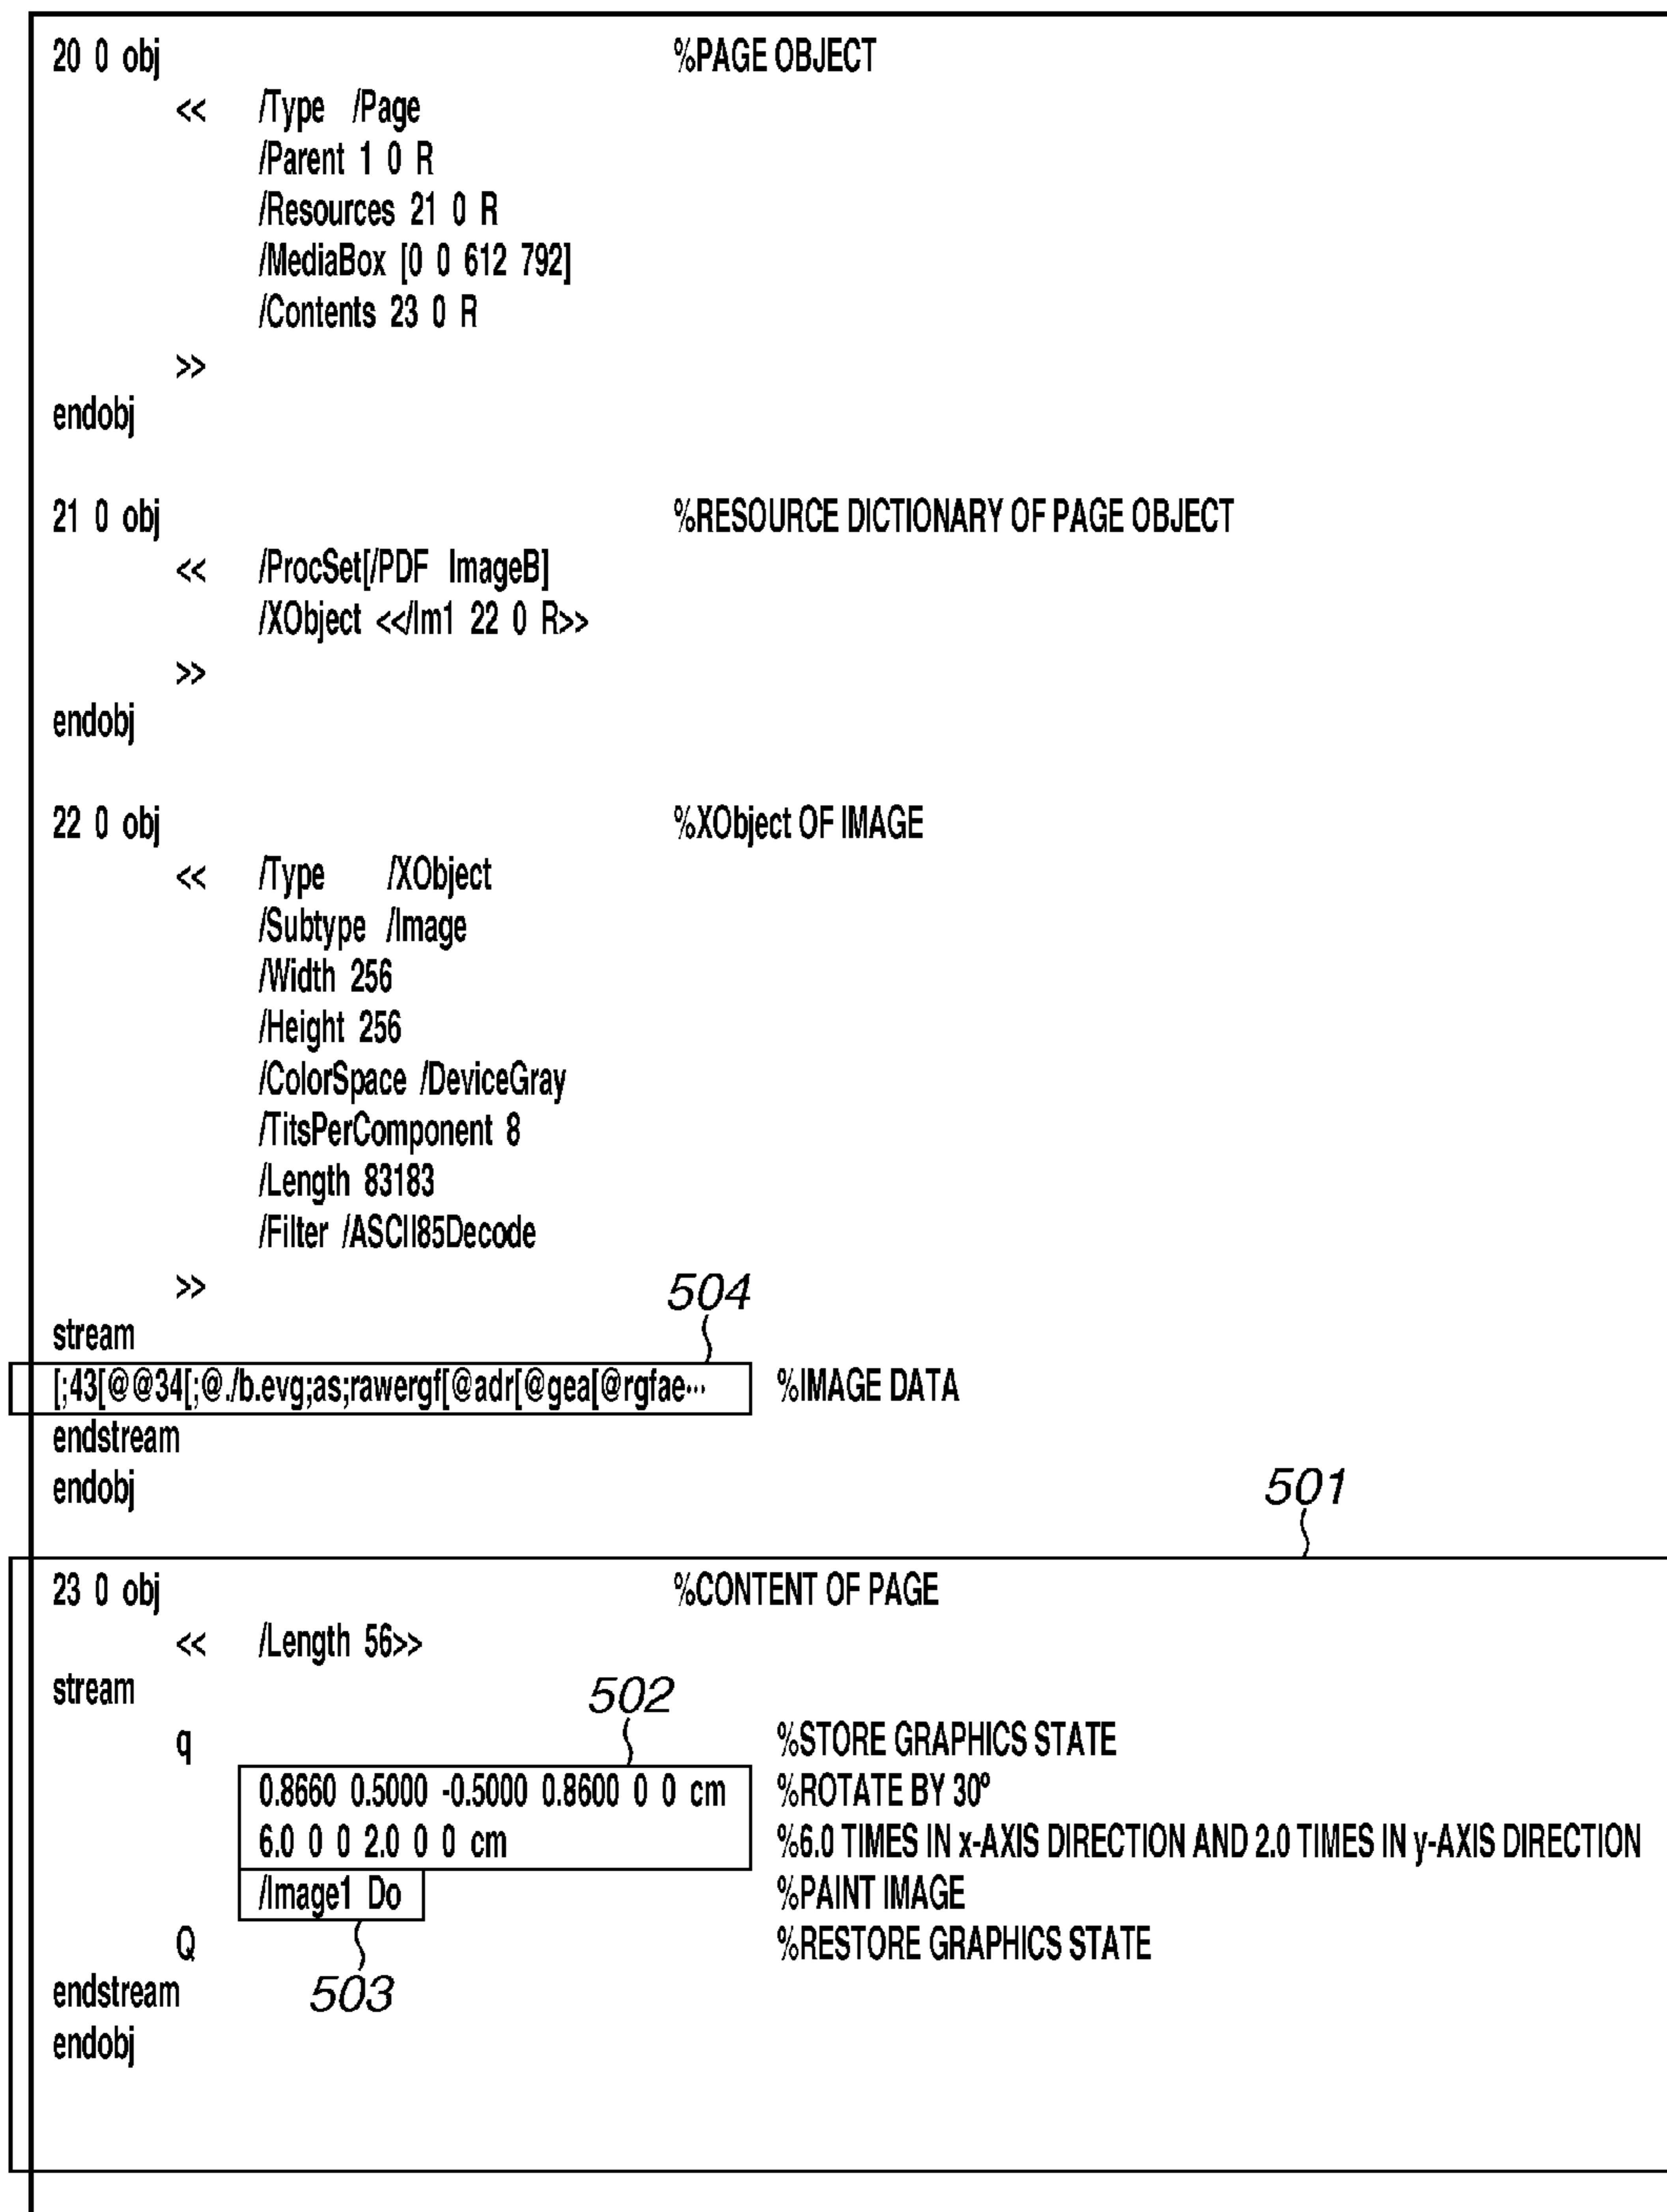 20 0 obj %PAGE OBJECT
<< /Type /Page
/Parent 1 0 R
/Resources 21 0 R
/MediaBox [0 0 612 792]
/Contents 23 0 R
>>
endobj
21 0 obj %RESOURCE DICTIONARY OF PAGE OBJECT
<< /ProcSet[/PDF ImageB]
/XObject <</Im1 22 0 R>>
>>
endobj
22 0 obj %XObject OF IMAGE
<< /Type /XObject
/Subtype /Image
/Width 256
/Height 256
/ColorSpace /DeviceGray
/TitsPerComponent 8
/Length 83183
/Filter /ASCII85Decode
>>
504
stream
[;43[@@34[;@./b.evg;as;rawergf[@adr[@gea[@rgfae··· %IMAGE DATA
endstream
endobj
501
23 0 obj %CONTENT OF PAGE
<< /Length 56>>
stream
502
q %STORE GRAPHICS STATE
0.8660 0.5000 -0.5000 0.8600 0 0 cm %ROTATE BY 30º
6.0 0 0 2.0 0 0 cm %6.0 TIMES IN x-AXIS DIRECTION AND 2.0 TIMES IN y-AXIS DIRECTION
/Image1 Do %PAINT IMAGE
Q %RESTORE GRAPHICS STATE
endstream
503
endobj